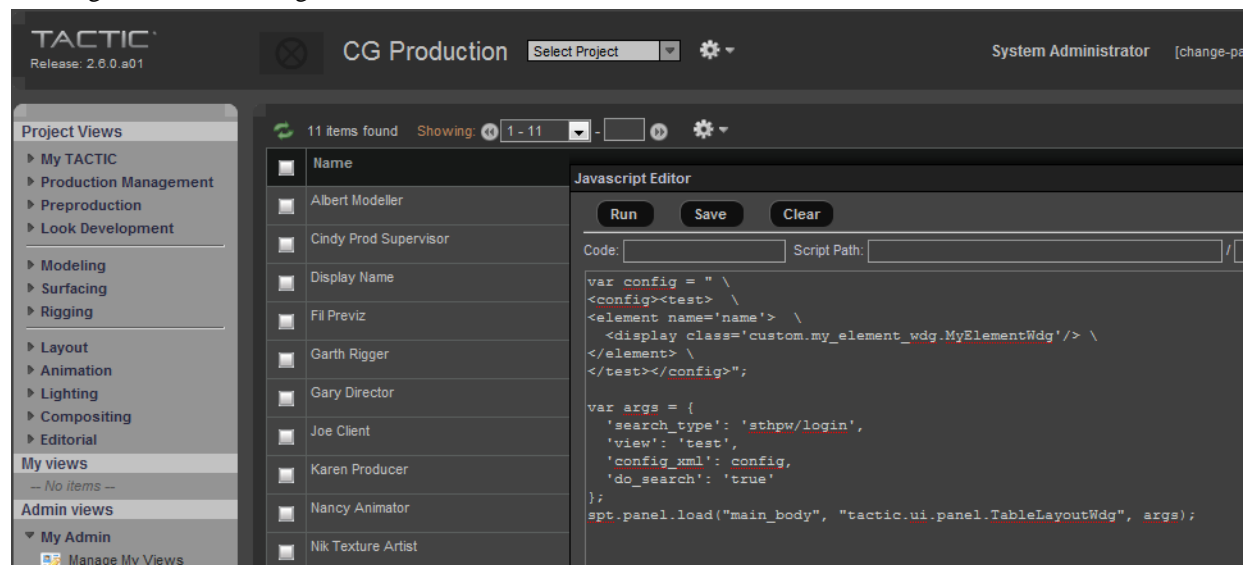 TACTIC
Release: 2.6.0.a01
CG Production Select Project
System Administrator [change-pa
Project Views
My TACTIC
Production Management
Preproduction
Look Development
Modeling
Surfacing
Rigging
Layout
Animation
Lighting
Compositing
Editorial
My views
-- No items --
Admin views
My Admin
Manage My Views
11 items found Showing: 1 - 11 -
Name
Albert Modeller
Cindy Prod Supervisor
Display Name
Fil Previz
Garth Rigger
Gary Director
Joe Client
Karen Producer
Nancy Animator
Nik Texture Artist
Javascript Editor
Run Save Clear
Code: Script Path: /
var config = " \
<config><test> \
<element name='name'> \
<display class='custom.my_element_wdg.MyElementWdg'/> \
</element> \
</test></config>";
var args = {
'search_type': 'sthpw/login',
'view': 'test',
'config_xml': config,
'do_search': 'true'
};
spt.panel.load("main_body", "tactic.ui.panel.TableLayoutWdg", args);